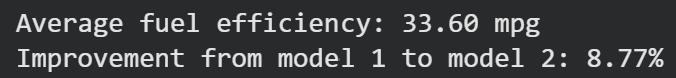 Average fuel efficiency: 33.60 mpg
Improvement from model 1 to model 2: 8.77%